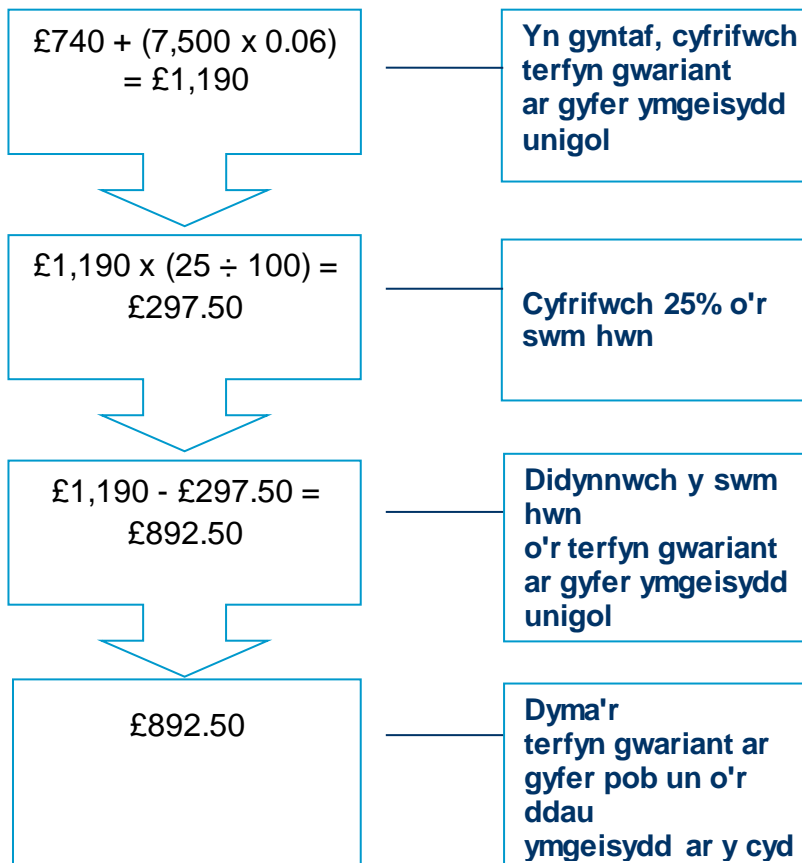 £740 + (7,500 x 0.06)
= £1,190
Yn gyntaf, cyfrifwch
terfyn gwariant
ar gyfer ymgeisydd
unigol
£1,190 x (25 ÷ 100) =
£297.50
Cyfrifwch 25% o'r
swm hwn
£1,190 - £297.50 =
£892.50
Didynnwch y swm
hwn
o'r terfyn gwariant
ar gyfer ymgeisydd
unigol
£892.50
Dyma'r
terfyn gwariant ar
gyfer pob un o'r
ddau
ymgeisydd ar y cyd